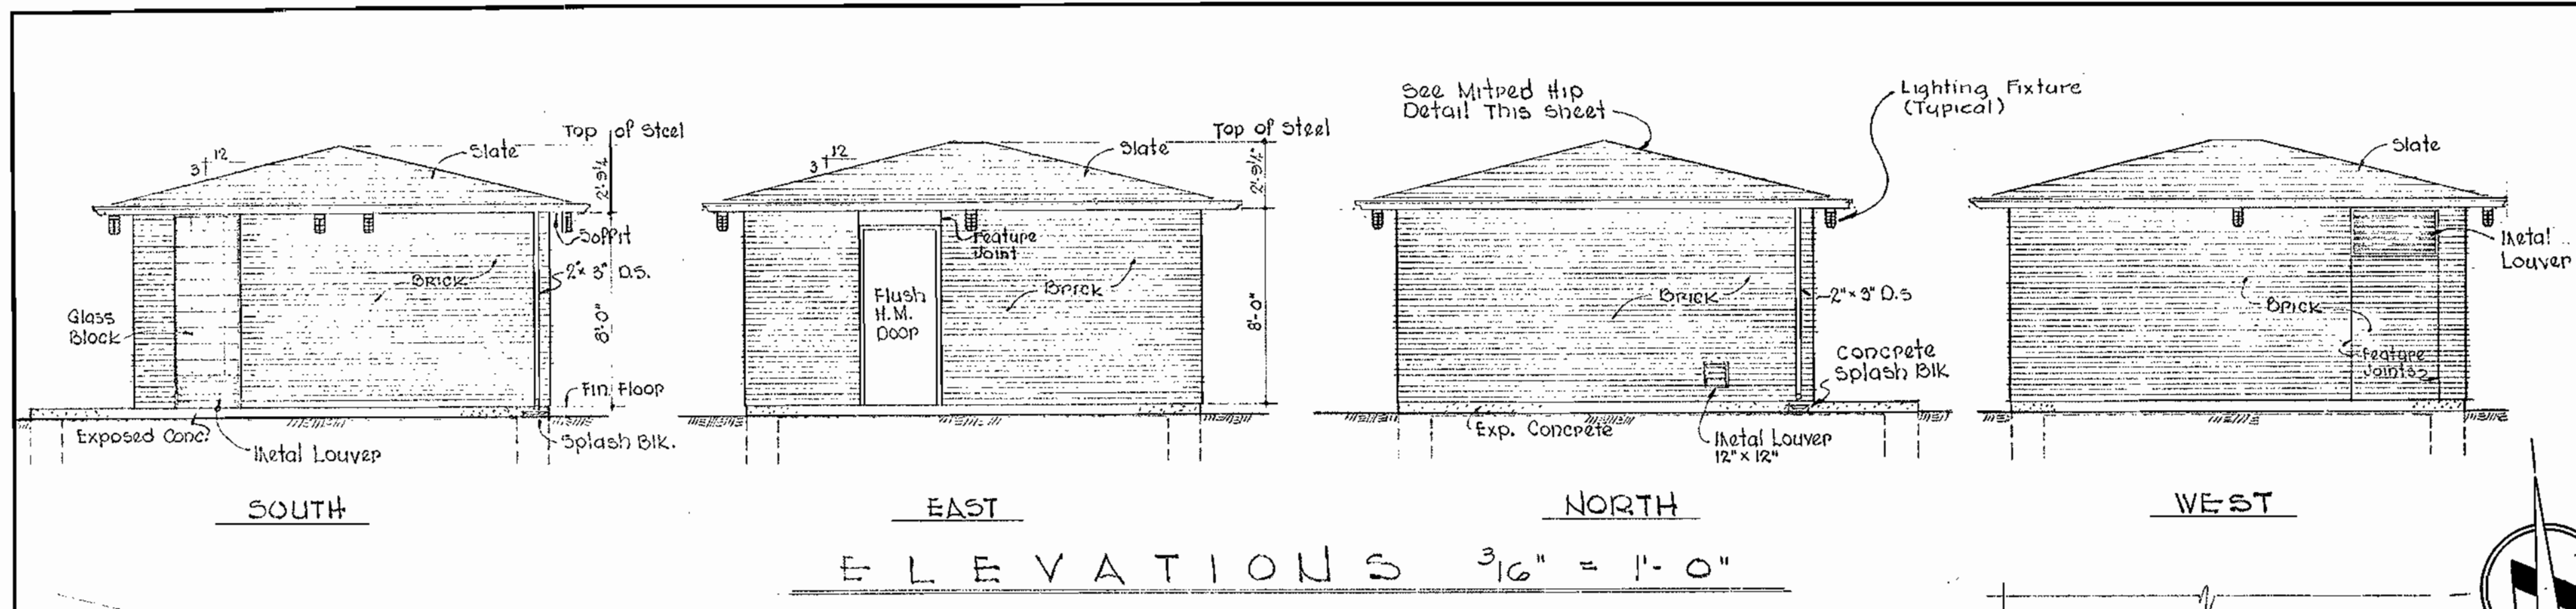 Top of Steel
12
3
Slate
2'-9¼"
Soffit
2"x 3" D.S.
Brick
Glass
Block
8'-0"
Fin. Floor
Exposed Conc.
Metal Louver
Splash Blk.
SOUTH
Top of Steel
12
3
Slate
2'-9¼"
Feature
Joint
Flush
H.M.
Door
Brick
8'-0"
EAST
See Mitred Hip
Detail This Sheet
Lighting Fixture
(Typical)
Brick
2"x 3" D.S
Concrete
Splash Blk
Exp. Concrete
Metal Louver
12" x 12"
NORTH
Slate
Metal
Louver
Brick
Feature
Joints
WEST
ELEVATIONS 3/16" = 1'-0"